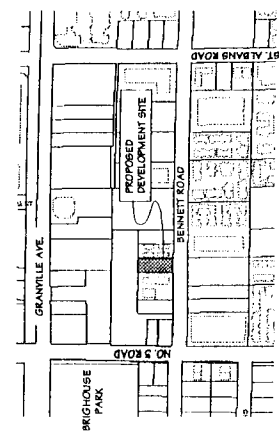 ST. ALBANS ROAD
PROPOSED
DEVELOPMENT SITE
GRANVILLE AVE.
BENNETT ROAD
NO. 3 ROAD
BRIGHOUSE
PARK